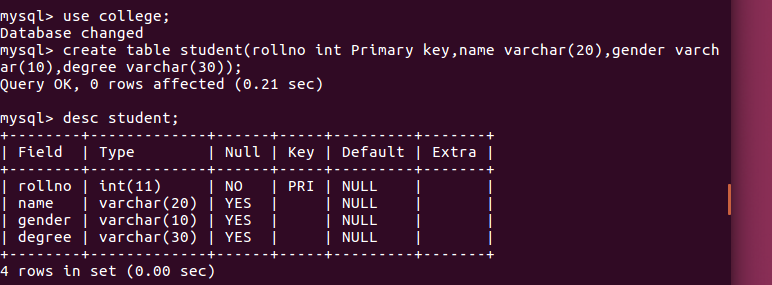 mysql> use college;
Database changed
mysql> create table student(rollno int Primary key,name varchar(20),gender varch
ar(10),degree varchar(30));
Query OK, 0 rows affected (0.21 sec)

mysql> desc student;
+--------+-------------+------+-----+---------+-------+
| Field  | Type        | Null | Key | Default | Extra |
+--------+-------------+------+-----+---------+-------+
| rollno | int(11)     | NO   | PRI | NULL    |       |
| name   | varchar(20) | YES  |     | NULL    |       |
| gender | varchar(10) | YES  |     | NULL    |       |
| degree | varchar(30) | YES  |     | NULL    |       |
+--------+-------------+------+-----+---------+-------+
4 rows in set (0.00 sec)